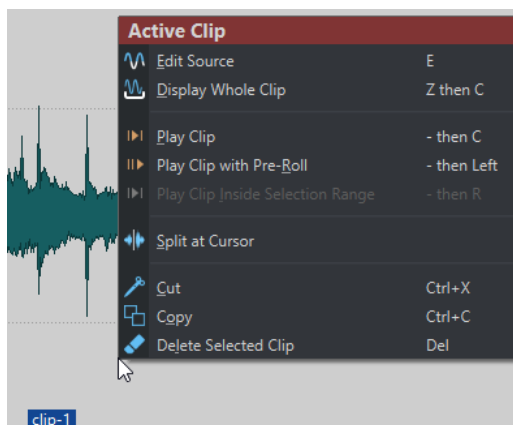 Active Clip
Edit Source E
Display Whole Clip Z then C
Play Clip - then C
Play Clip with Pre-Roll - then Left
Play Clip Inside Selection Range - then R
Split at Cursor
Cut Ctrl+X
Copy Ctrl+C
Delete Selected Clip Del
clip-1